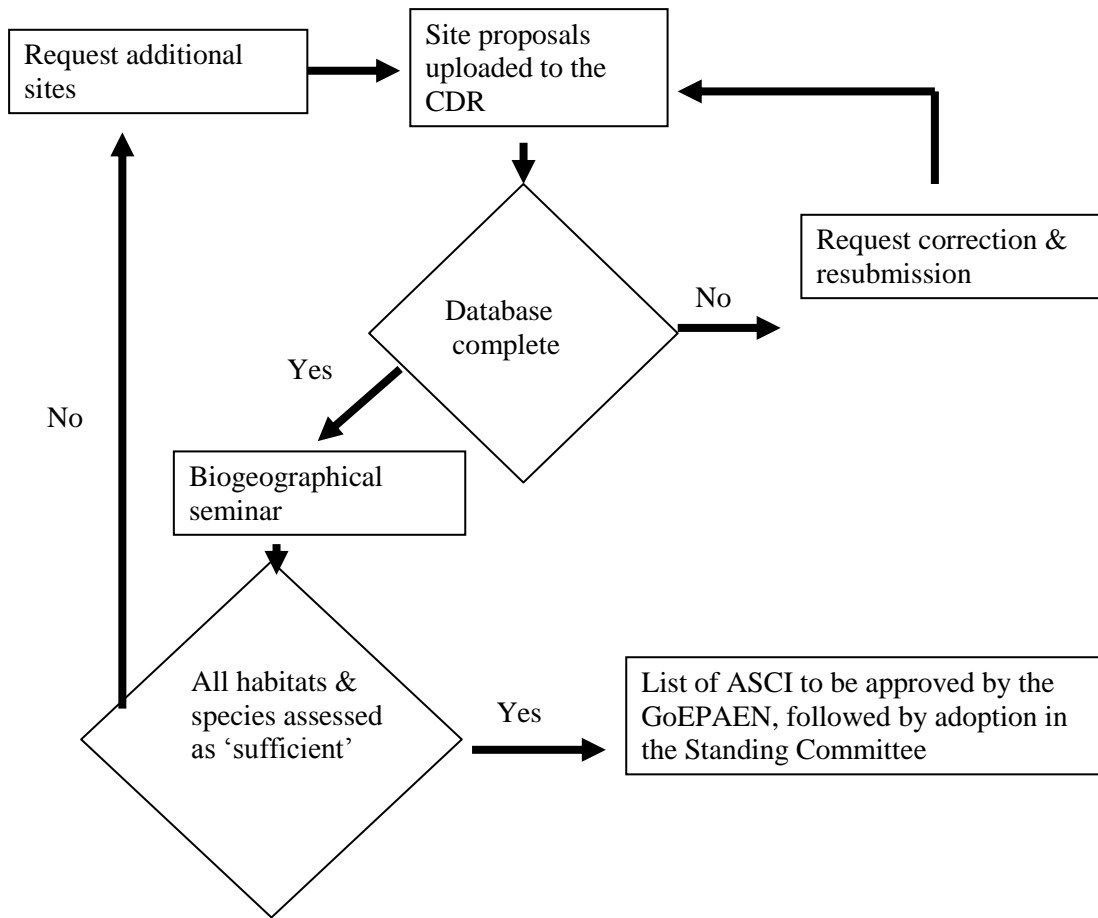 Request additional
sites
Site proposals
uploaded to the
CDR
Request correction &
resubmission
No
Database
complete
Yes
No
Biogeographical
seminar
All habitats &
species assessed
as ‘sufficient’
Yes
List of ASCI to be approved by the
GoEPAEN, followed by adoption in
the Standing Committee